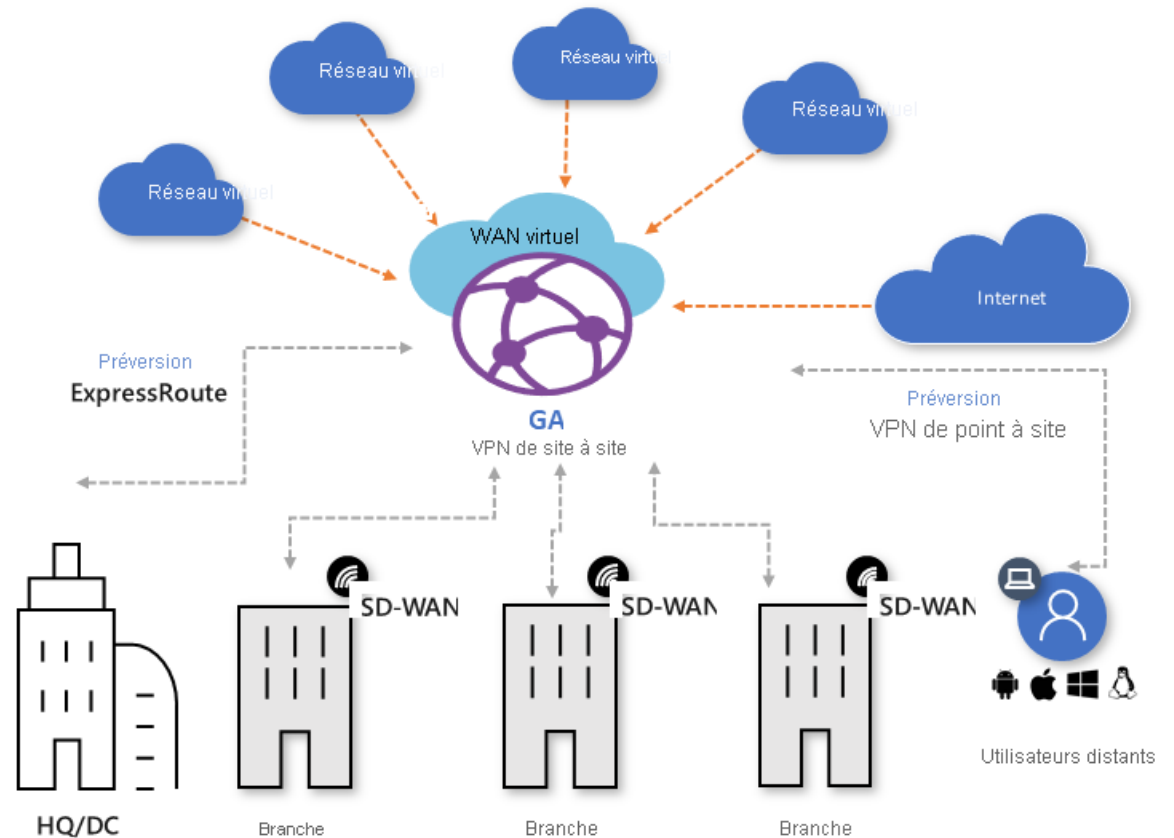 Réseau virtuel
Réseau virtuel
Réseau virtuel
Réseau virtuel
WAN virtuel
Internet
Préversion
ExpressRoute
GA
VPN de site à site
Préversion
VPN de point à site
SD-WAN
SD-WAN
SD-WAN
HQ/DC
Branche
Branche
Branche
Utilisateurs distants